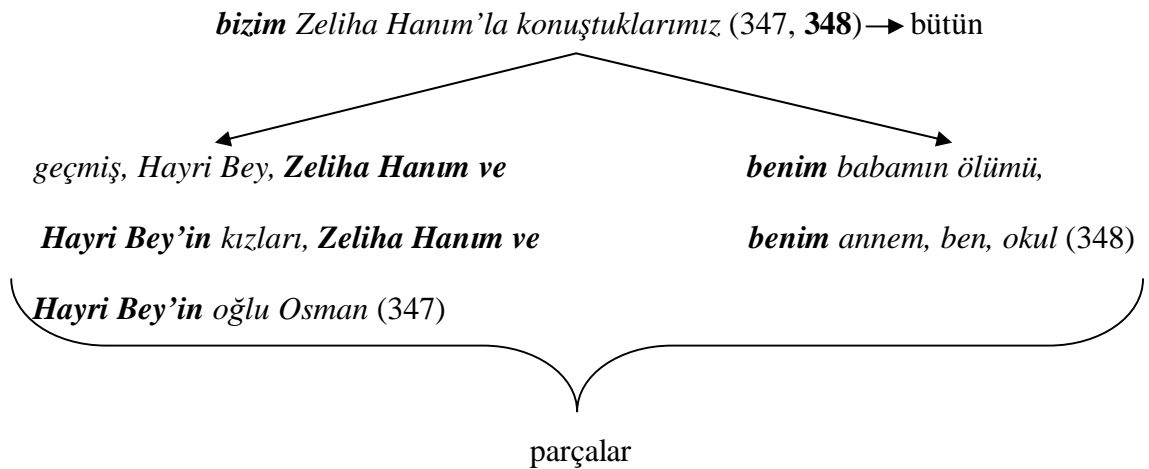 bizim Zeliha Hanım’la konuştuklarımız (347, 348) → bütün
geçmiş, Hayri Bey, Zeliha Hanım ve
Hayri Bey’in kızları, Zeliha Hanım ve
Hayri Bey’in oğlu Osman (347)
benim babamın ölümü,
benim annem, ben, okul (348)
parçalar